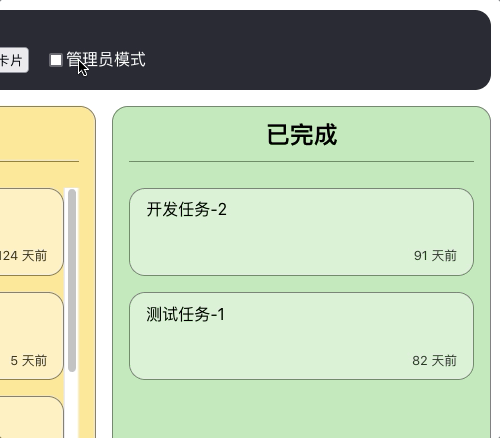 卡片
管理员模式
已完成
124 天前
5 天前
开发任务-2
91 天前
测试任务-1
82 天前